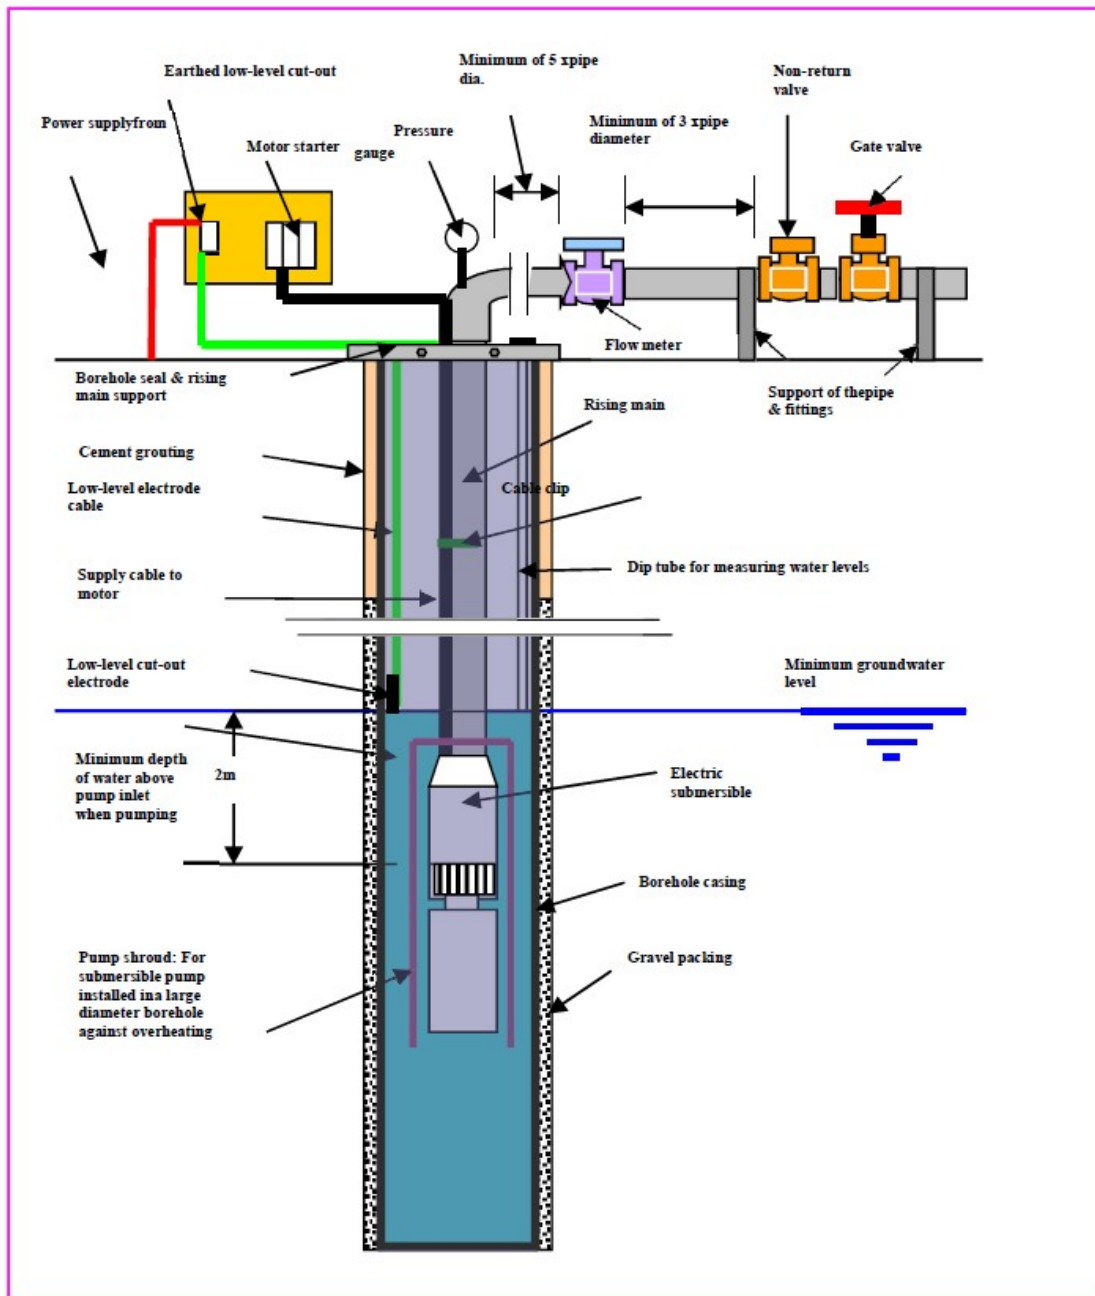 Minimum of 5 xpipe
dia.
Earthed low-level cut-out
Non-return
valve
Power supplyfrom
Minimum of 3 xpipe
diameter
Pressure
gauge
Motor starter
Gate valve
Flow meter
Borehole seal & rising
main support
Support of thepipe
& fittings
Rising main
Cement grouting
Low-level electrode
cable
Cable clip
Supply cable to
motor
Dip tube for measuring water levels
Low-level cut-out
electrode
Minimum groundwater
level
Minimum depth
of water above
pump inlet
when pumping
2m
Electric
submersible
Borehole casing
Pump shroud: For
submersible pump
installed ina large
diameter borehole
against overheating
Gravel packing